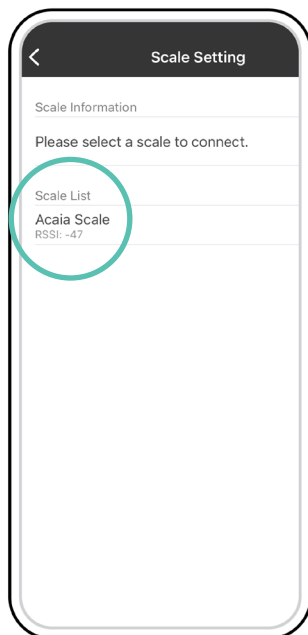 Scale Setting
Scale Information
Please select a scale to connect.
Scale List
Acaia Scale
RSSI: -47